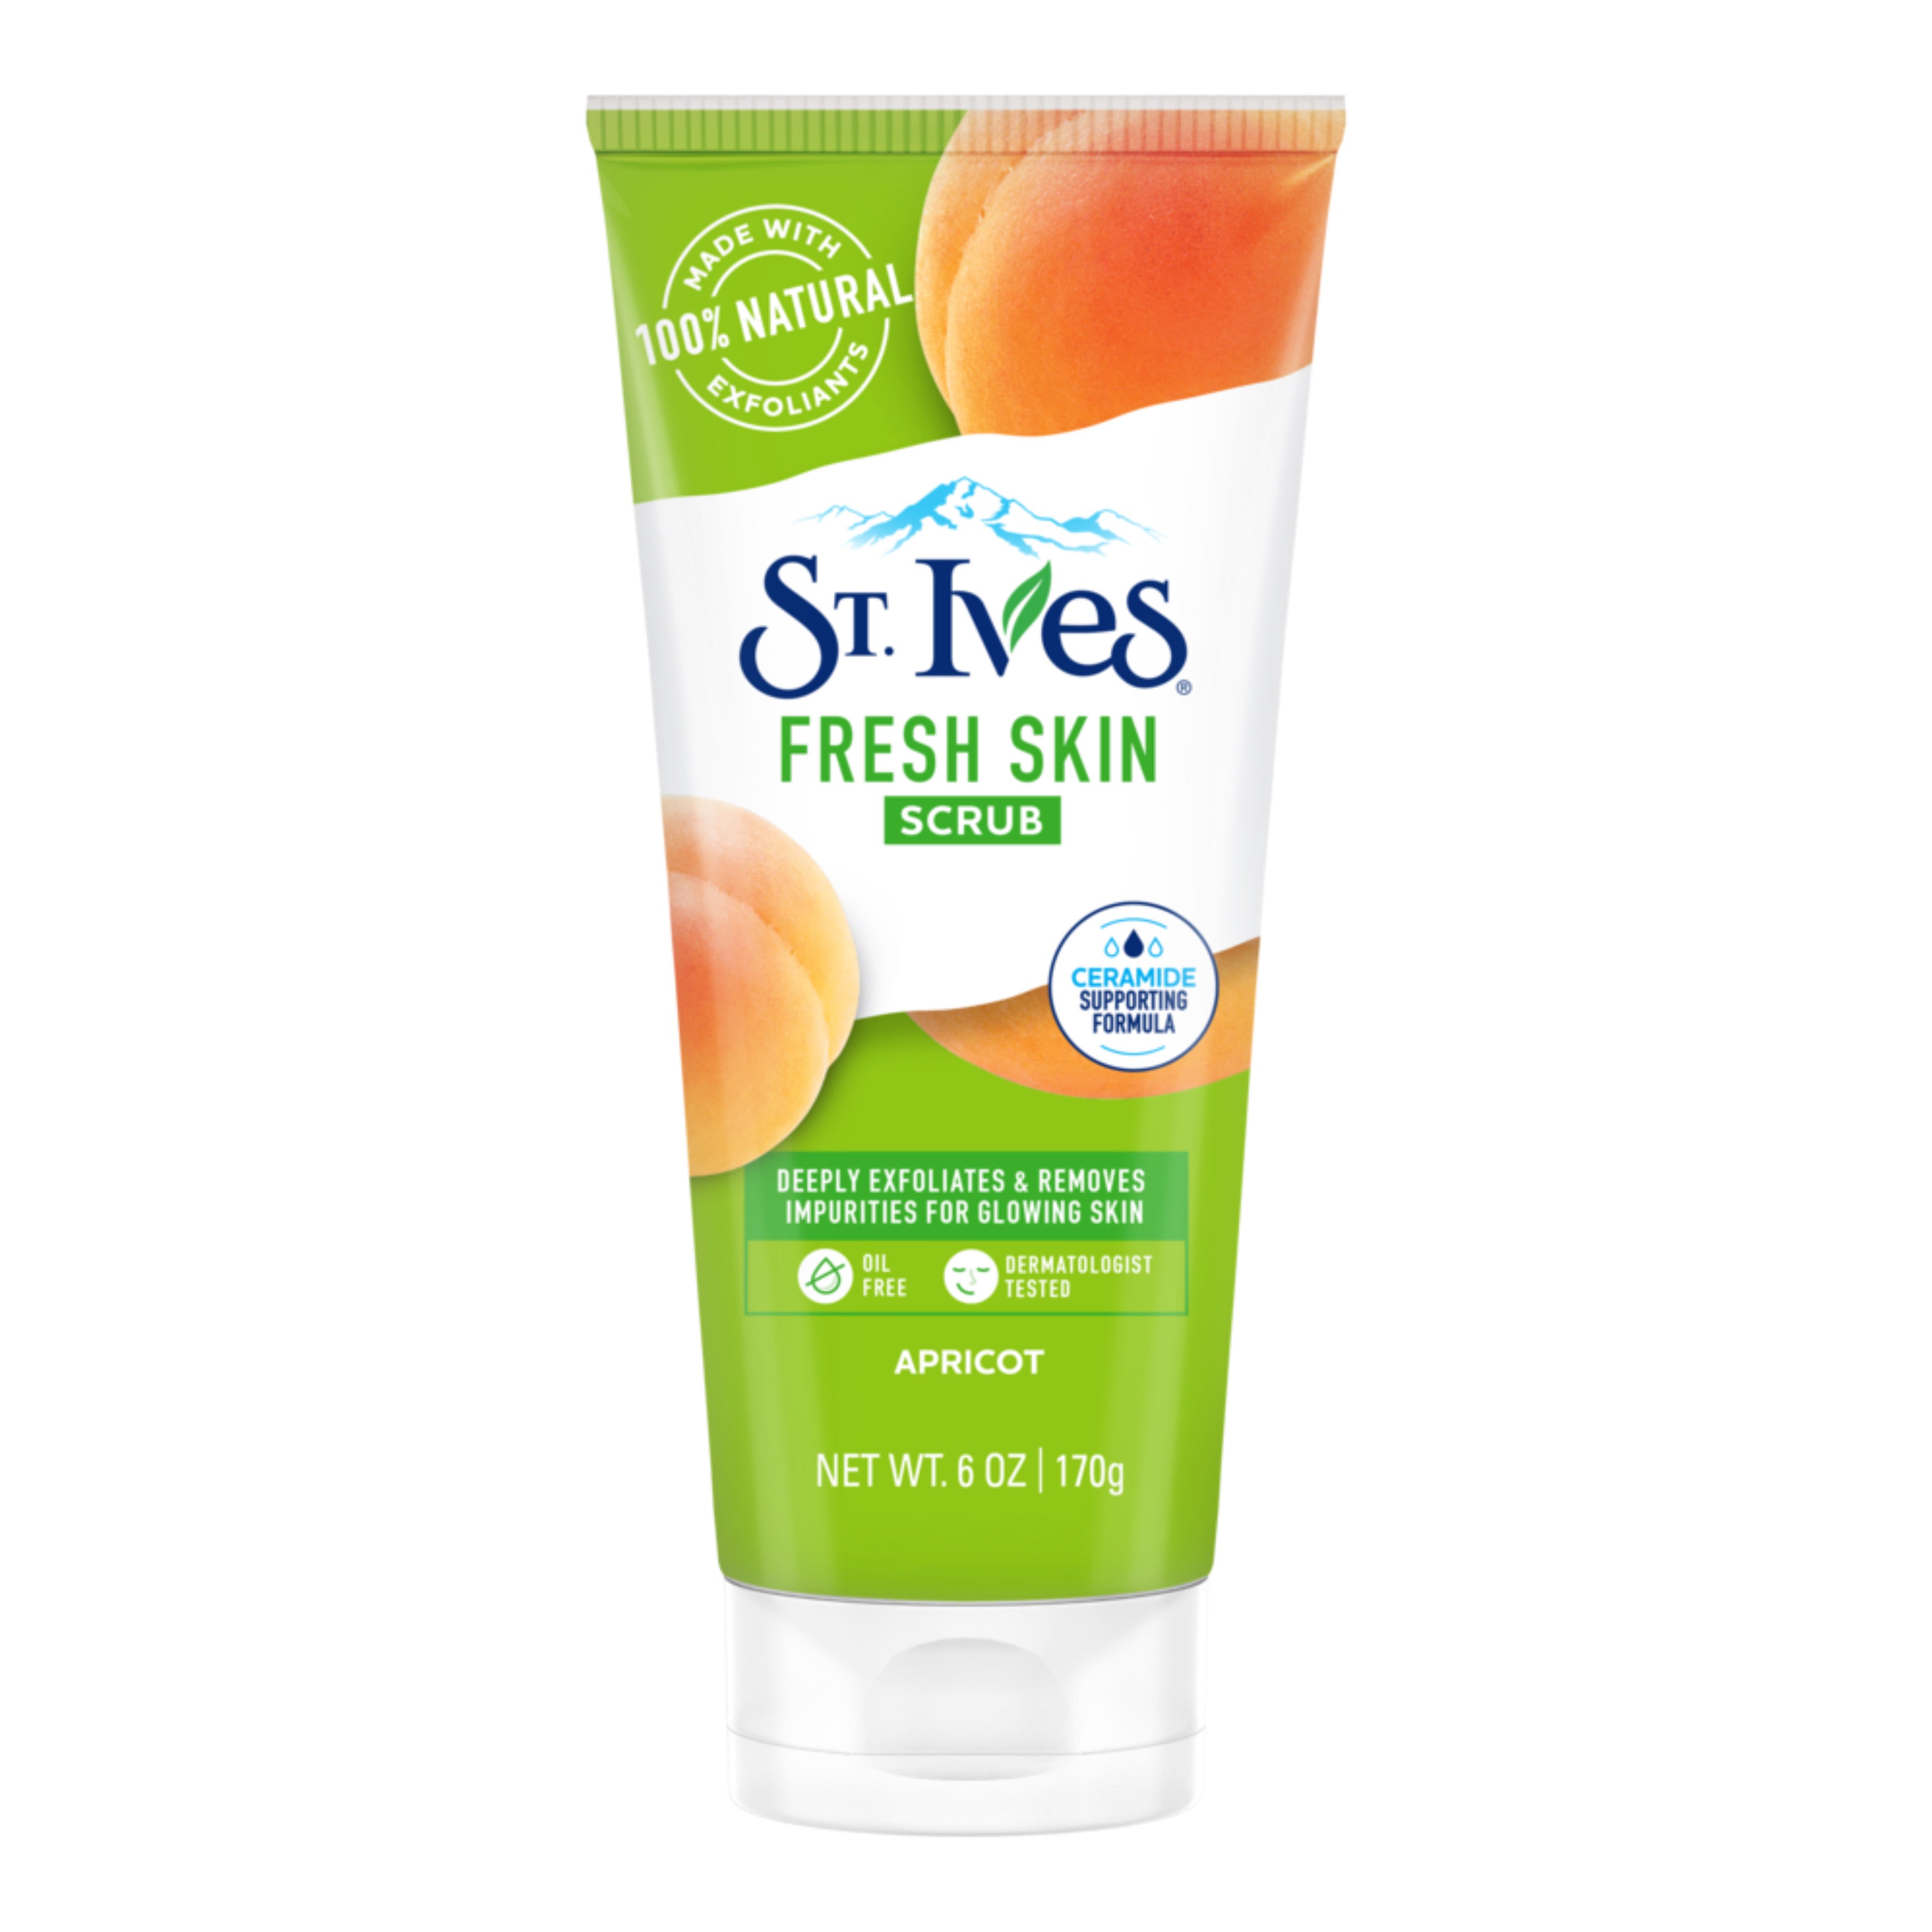 MADE WITH
100% NATURAL
EXFOLIANTS
ST. Ives®
FRESH SKIN
SCRUB
CERAMIDE
SUPPORTING
FORMULA
DEEPLY EXFOLIATES & REMOVES
IMPURITIES FOR GLOWING SKIN
OIL
FREE
DERMATOLOGIST
TESTED
APRICOT
NET WT. 6 OZ | 170g